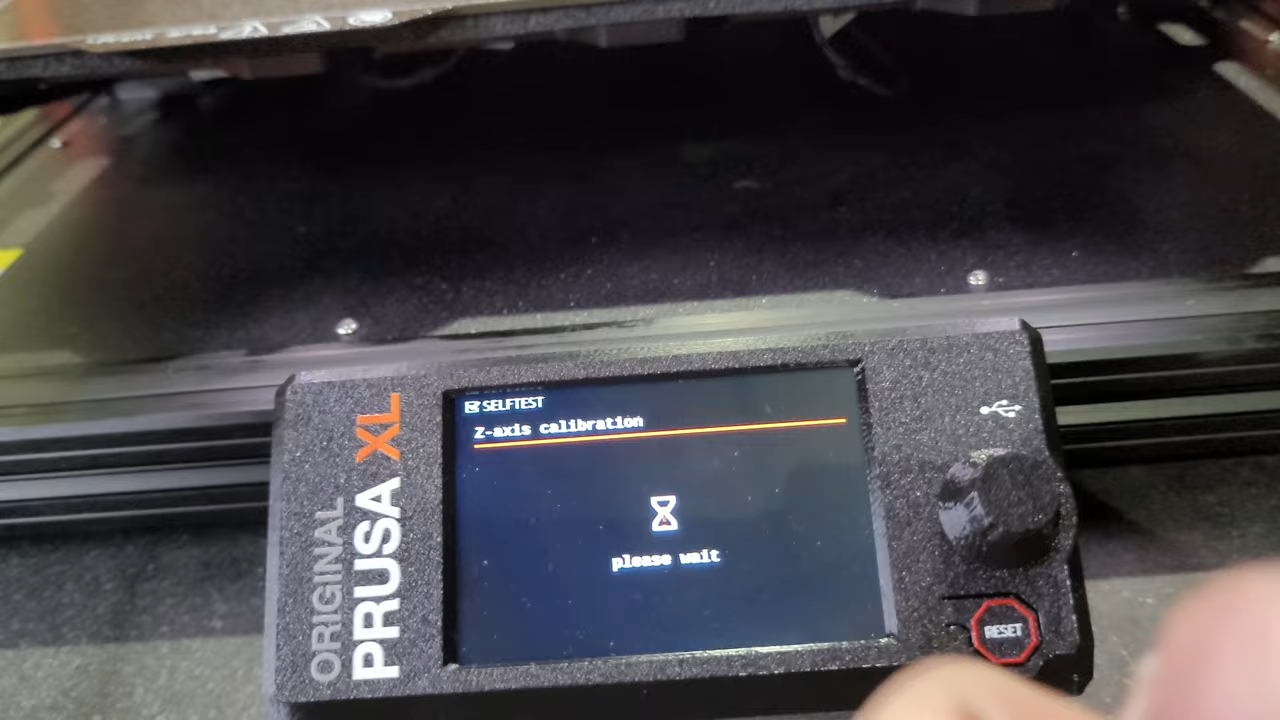 SELFTEST
Z-axis calibration
please wait
ORIGINAL
PRUSA XL
RESET